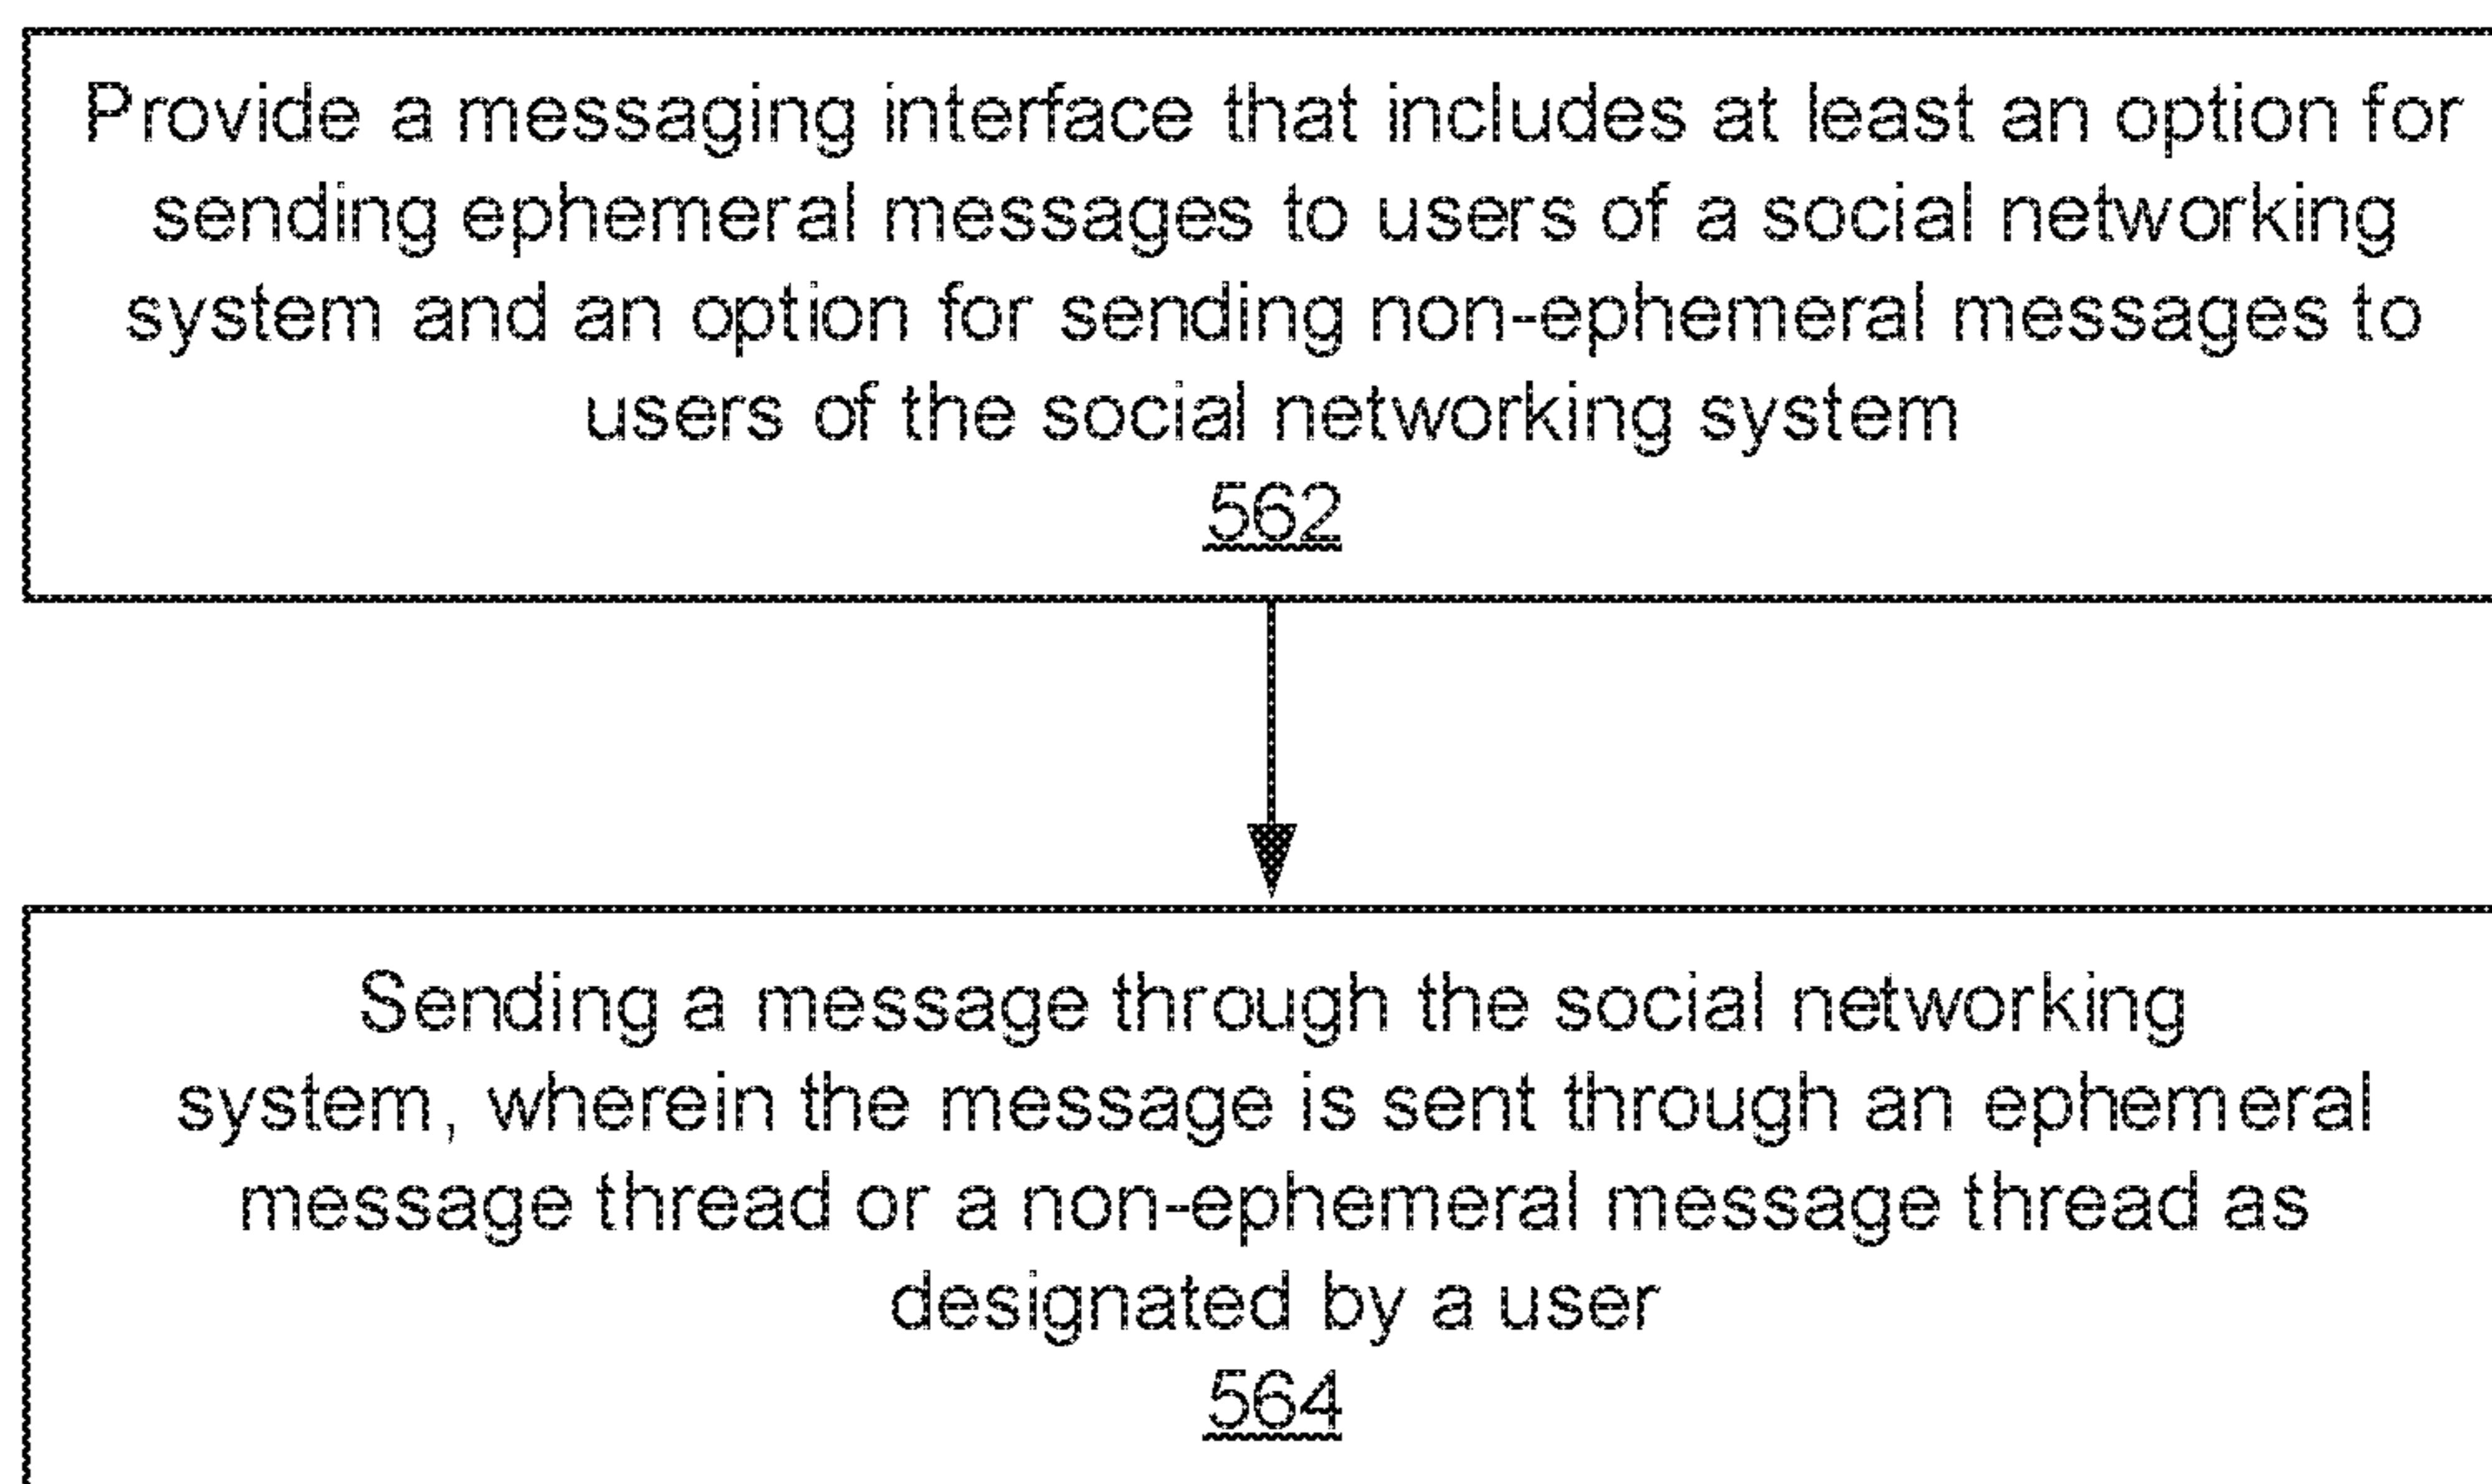 Provide a messaging interface that includes at least an option for
sending ephemeral messages to users of a social networking
system and an option for sending non-ephemeral messages to
users of the social networking system
562
Sending a message through the social networking
system, wherein the message is sent through an ephemeral
message thread or a non-ephemeral message thread as
designated by a user
564